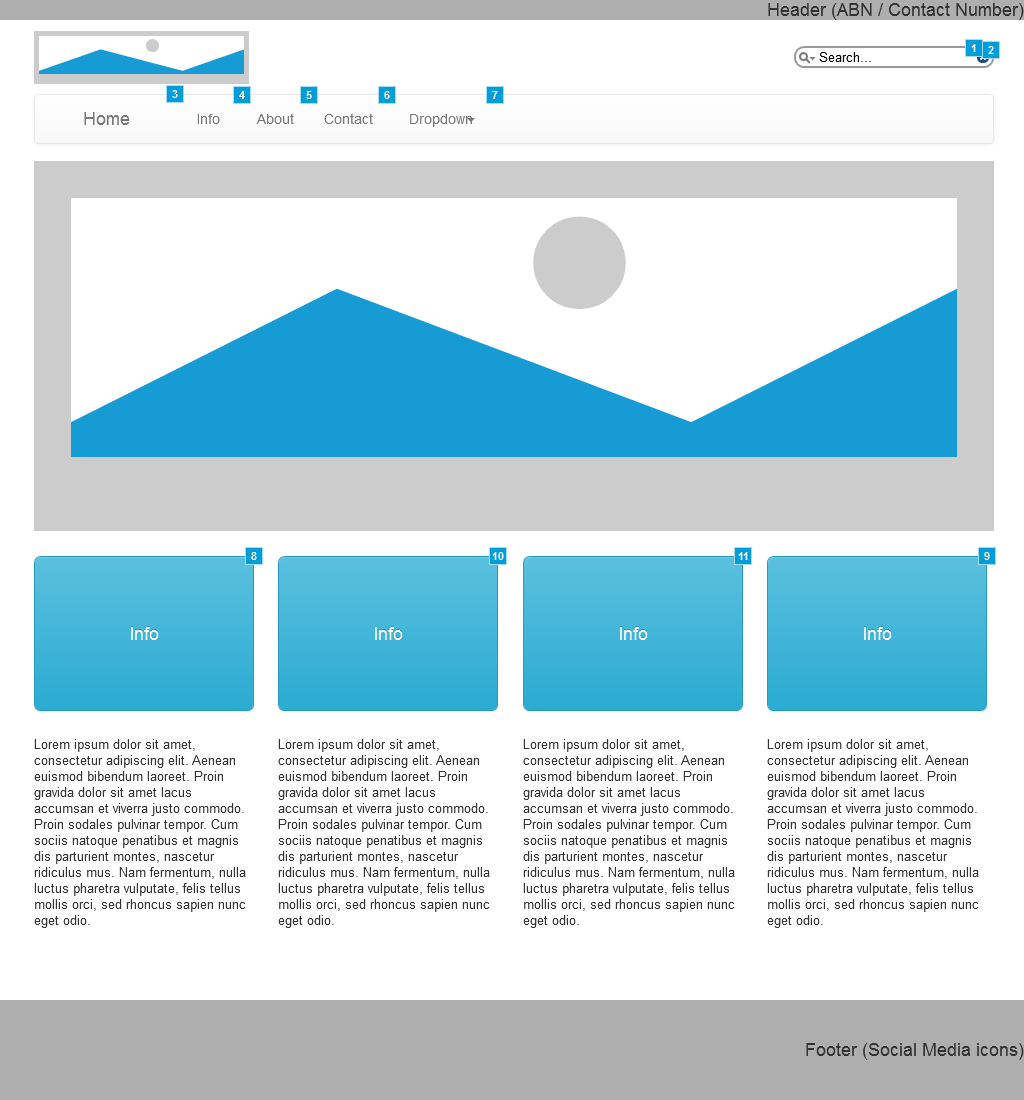 Header (ABN / Contact Number)
Search...
1
2
3
4
5
6
7
Home
Info
About
Contact
Dropdown
8
10
11
9
Info
Info
Info
Info
Lorem ipsum dolor sit amet,
consectetur adipiscing elit. Aenean
euismod bibendum laoreet. Proin
gravida dolor sit amet lacus
accumsan et viverra justo commodo.
Proin sodales pulvinar tempor. Cum
sociis natoque penatibus et magnis
dis parturient montes, nascetur
ridiculus mus. Nam fermentum, nulla
luctus pharetra vulputate, felis tellus
mollis orci, sed rhoncus sapien nunc
eget odio.
Lorem ipsum dolor sit amet,
consectetur adipiscing elit. Aenean
euismod bibendum laoreet. Proin
gravida dolor sit amet lacus
accumsan et viverra justo commodo.
Proin sodales pulvinar tempor. Cum
sociis natoque penatibus et magnis
dis parturient montes, nascetur
ridiculus mus. Nam fermentum, nulla
luctus pharetra vulputate, felis tellus
mollis orci, sed rhoncus sapien nunc
eget odio.
Lorem ipsum dolor sit amet,
consectetur adipiscing elit. Aenean
euismod bibendum laoreet. Proin
gravida dolor sit amet lacus
accumsan et viverra justo commodo.
Proin sodales pulvinar tempor. Cum
sociis natoque penatibus et magnis
dis parturient montes, nascetur
ridiculus mus. Nam fermentum, nulla
luctus pharetra vulputate, felis tellus
mollis orci, sed rhoncus sapien nunc
eget odio.
Lorem ipsum dolor sit amet,
consectetur adipiscing elit. Aenean
euismod bibendum laoreet. Proin
gravida dolor sit amet lacus
accumsan et viverra justo commodo.
Proin sodales pulvinar tempor. Cum
sociis natoque penatibus et magnis
dis parturient montes, nascetur
ridiculus mus. Nam fermentum, nulla
luctus pharetra vulputate, felis tellus
mollis orci, sed rhoncus sapien nunc
eget odio.
Footer (Social Media icons)